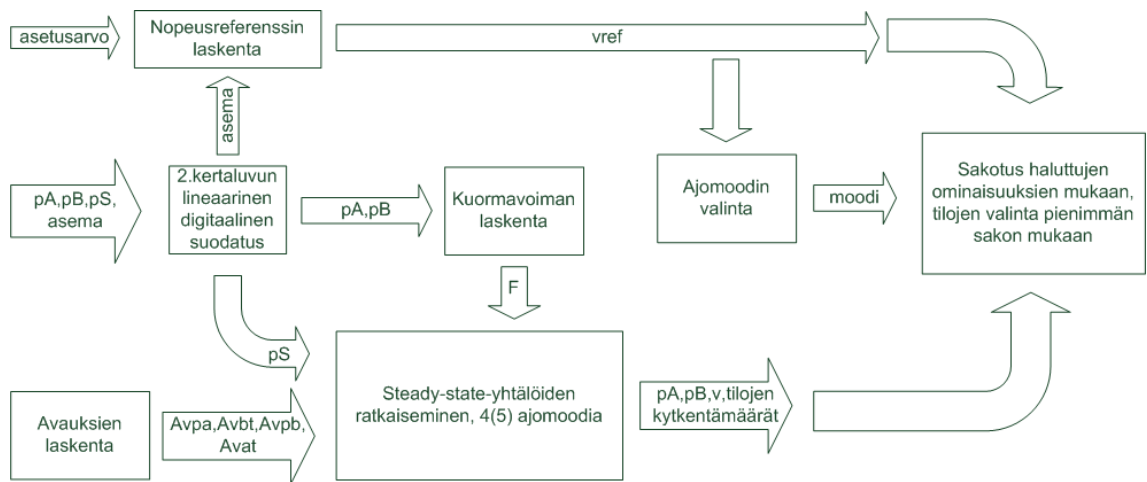 asetusarvo
Nopeusreferenssin
laskenta
vref
asema
pA,pB,pS,
asema
2.kertaluvun
lineaarinen
digitaalinen
suodatus
pA,pB
Kuormavoiman
laskenta
Ajomoodin
valinta
moodi
Sakotus haluttujen
ominaisuuksien mukaan,
tilojen valinta pienimmän
sakon mukaan
F
pS
Avauksien
laskenta
Avpa,Avbt,Avpb,
Avat
Steady-state-yhtälöiden
ratkaiseminen, 4(5) ajomoodia
pA,pB,v,tilojen
kytkentämäärät